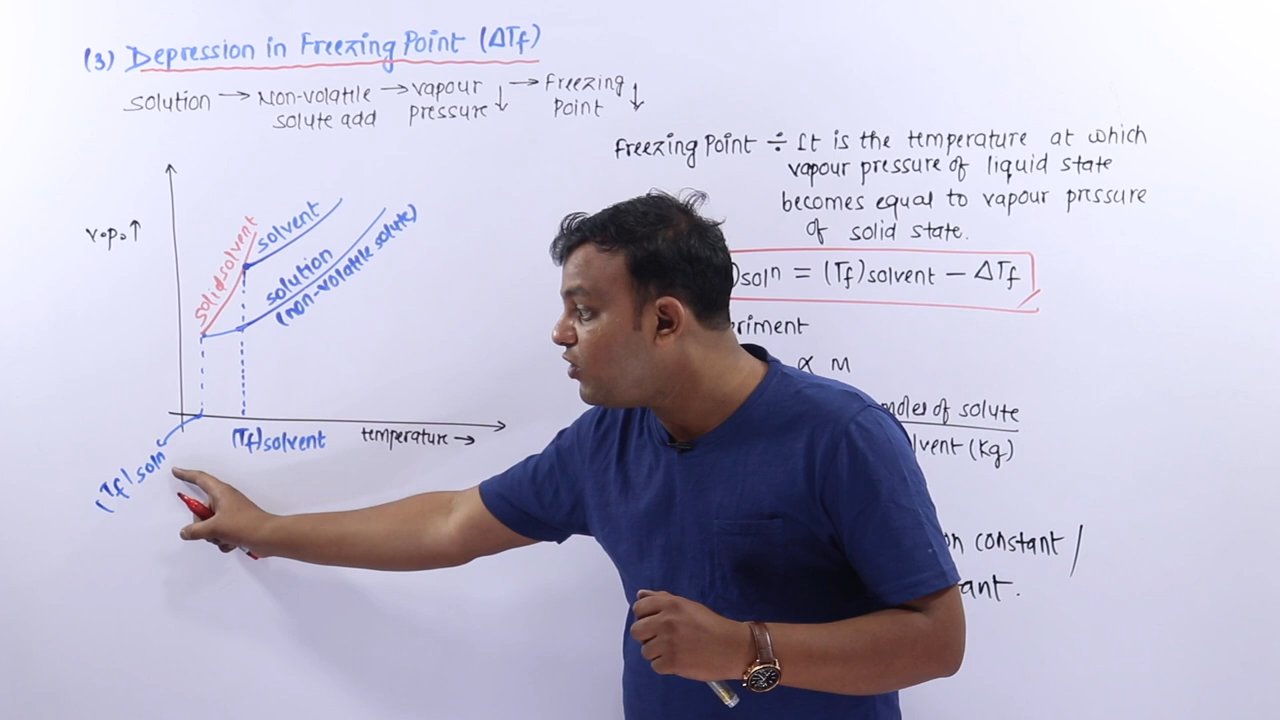 (3) Depression in Freezing Point (ΔTf)
solution → Non-volatile → vapour ↓ → Freezing ↓
solute add pressure Point
Freezing Point ÷ It is the temperature at which
vapour pressure of liquid state
becomes equal to vapour prssure
of solid state.
)solⁿ = (Tf)solvent − ΔTf
eriment
∝ M
moles of solute
lvent (Kg)
on constant /
ant.
v.p.↑
solid solvent
solvent
solution
(non-volatile solute)
(Tf)solvent
temperature →
(Tf)solⁿ